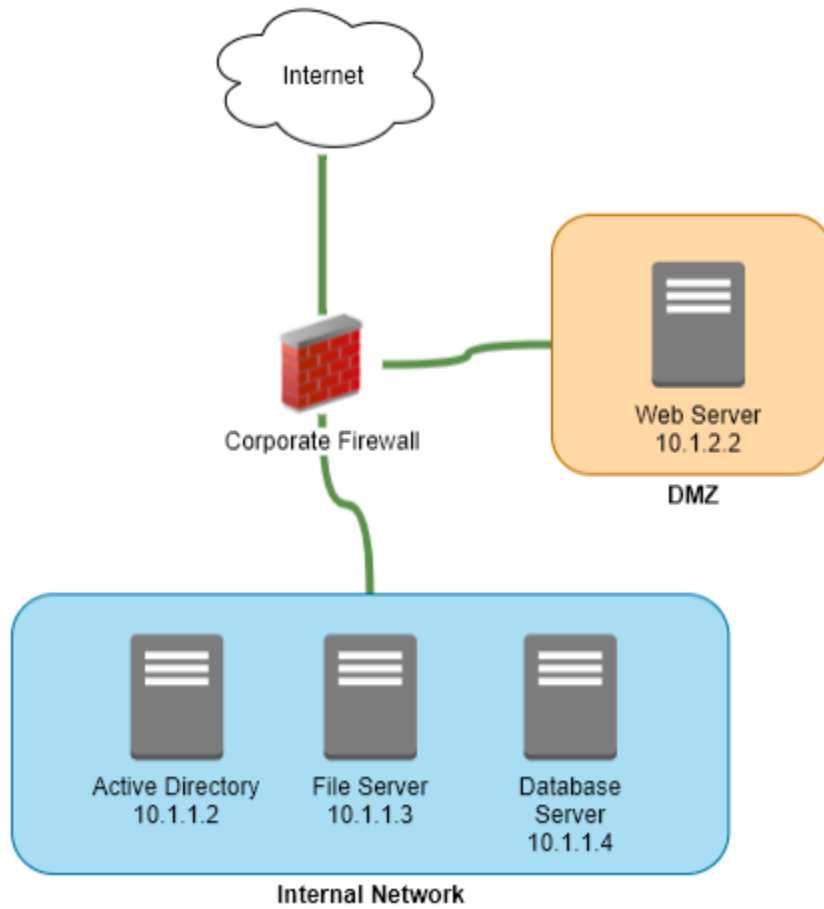 Internet
Corporate Firewall
Web Server
10.1.2.2
DMZ
Active Directory
10.1.1.2
File Server
10.1.1.3
Database
Server
10.1.1.4
Internal Network